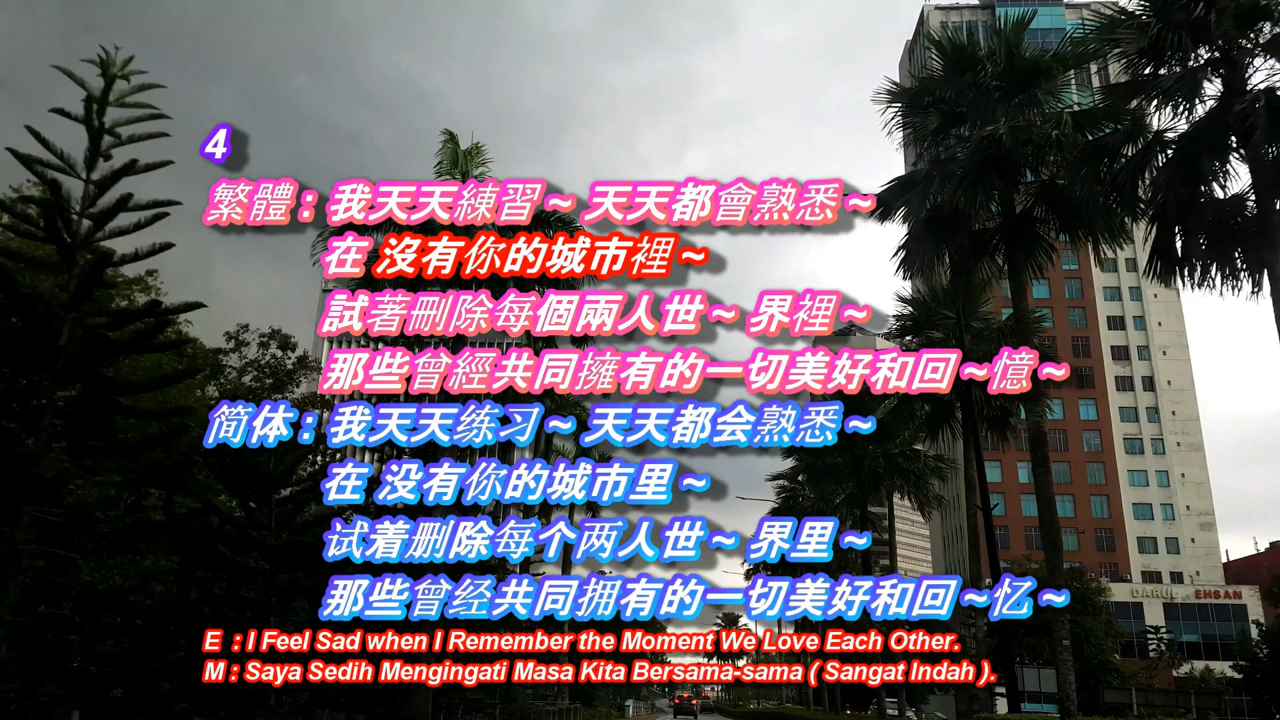 4
繁體 : 我天天練習 ~ 天天都會熟悉 ~
在 沒有你的城市裡 ~
試著刪除每個兩人世 ~ 界裡 ~
那些曾經共同擁有的一切美好和回 ~憶 ~
简体 : 我天天练习 ~ 天天都会熟悉 ~
在 没有你的城市里 ~
试着删除每个两人世 ~ 界里 ~
那些曾经共同拥有的一切美好和回 ~忆 ~
DARUL EHSAN
E : I Feel Sad when I Remember the Moment We Love Each Other.
M : Saya Sedih Mengingati Masa Kita Bersama-sama ( Sangat Indah ).